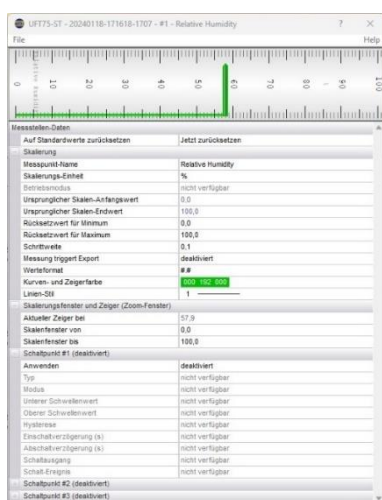 UFT75-ST - 20240118-171618-1707 - #1 - Relative Humidity ? ×
File Help
0 10 20 30 40 50 60 70 80 90 100
Messstellen-Daten
Auf Standardwerte zurücksetzen Jetzt zurücksetzen
Skalierung
Messpunkt-Name Relative Humidity
Skalierungs-Einheit %
Betriebsmodus nicht verfügbar
Ursprünglicher Skalen-Anfangswert 0,0
Ursprünglicher Skalen-Endwert 100,0
Rücksetzwert für Minimum 0,0
Rücksetzwert für Maximum 100,0
Schrittweite 0,1
Messung triggert Export deaktiviert
Werteformat #.#
Kurven- und Zeigerfarbe 000 192 000
Linien-Stil 1
Skalierungsfenster und Zeiger (Zoom-Fenster)
Aktueller Zeiger bei 57,9
Skalenfenster von 0,0
Skalenfenster bis 100,0
Schaltpunkt #1 (deaktiviert)
Anwenden deaktiviert
Typ nicht verfügbar
Modus nicht verfügbar
Unterer Schwellenwert nicht verfügbar
Oberer Schwellenwert nicht verfügbar
Hysterese nicht verfügbar
Einschaltverzögerung (s) nicht verfügbar
Abschaltverzögerung (s) nicht verfügbar
Schaltausgang nicht verfügbar
Schalt-Ereignis nicht verfügbar
Schaltpunkt #2 (deaktiviert)
Schaltpunkt #3 (deaktiviert)